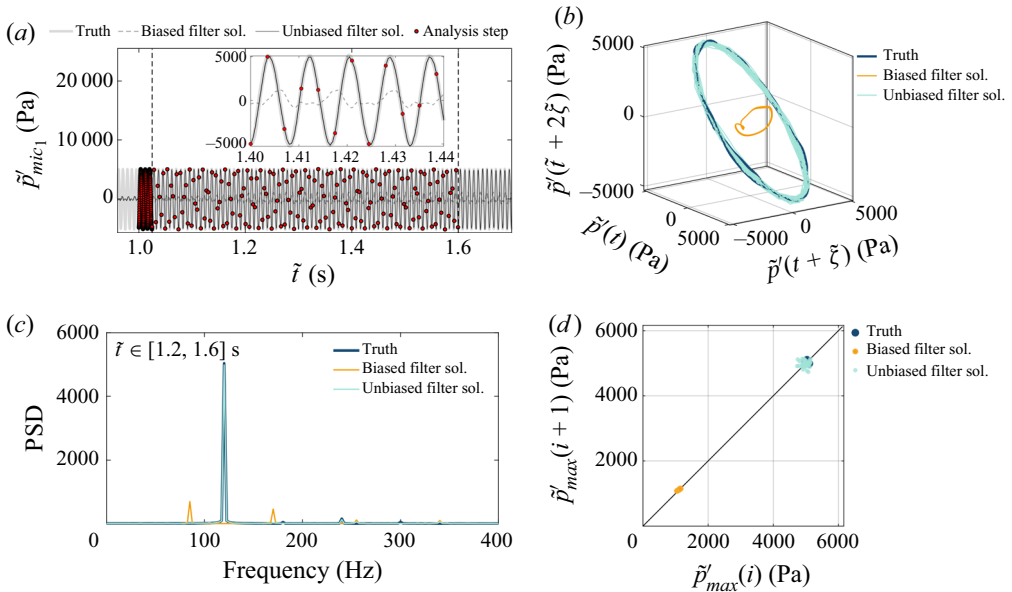 (a)
Truth Biased filter sol. Unbiased filter sol. Analysis step
20 000
10 000
0
p̃′mic1 (Pa)
5000
0
−5000
1.40 1.41 1.42 1.43 1.44
1.0 1.2 1.4 1.6
t̃ (s)
(b)
Truth
Biased filter sol.
Unbiased filter sol.
5000
0
−5000
p̃′(t̃ + 2ζ̃) (Pa)
0
5000
p̃′(t) (Pa)
−5000
0
5000
p̃′(t + ζ̃) (Pa)
(c)
t̃ ∈ [1.2, 1.6] s
Truth
Biased filter sol.
Unbiased filter sol.
6000
4000
2000
PSD
0 100 200 300 400
Frequency (Hz)
(d)
Truth
Biased filter sol.
Unbiased filter sol.
6000
4000
2000
p̃′max(i + 1) (Pa)
0 2000 4000 6000
p̃′max(i) (Pa)